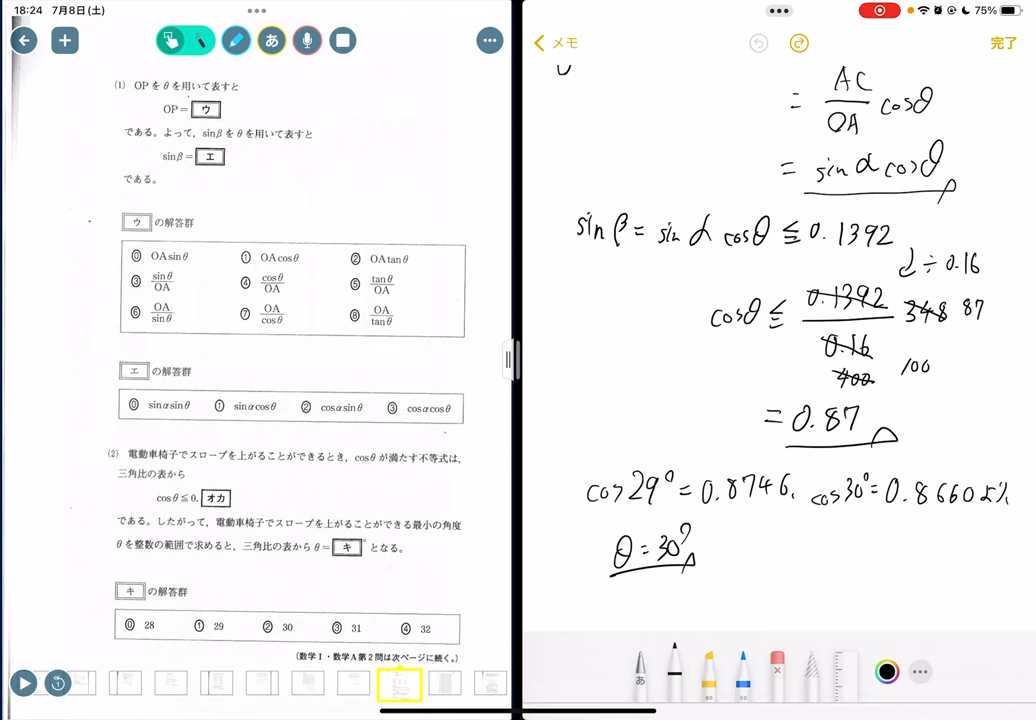 18:24 7月8日(土)
75%
(1) OPをθを用いて表すと
OP= ウ
である。よって, sinβをθを用いて表すと
sinβ= エ
である。
ウ の解答群
⓪ OA sinθ ① OA cosθ ② OA tanθ
③ sinθ/OA ④ cosθ/OA ⑤ tanθ/OA
⑥ OA/sinθ ⑦ OA/cosθ ⑧ OA/tanθ
エ の解答群
⓪ sinα sinθ ① sinα cosθ ② cosα sinθ ③ cosα cosθ
(2) 電動車椅子でスロープを上がることができるとき, cosθが満たす不等式は,
三角比の表から
cosθ≦0. オカ
である。したがって, 電動車椅子でスロープを上がることができる最小の角度
θを整数の範囲で求めると, 三角比の表からθ= キ °となる。
キ の解答群
⓪ 28 ① 29 ② 30 ③ 31 ④ 32
(数学Ⅰ・数学A第2問は次ページに続く。)
メモ
完了
= AC/OA cosθ
= sinα cosθ
sinβ = sinα cosθ ≦ 0.1392
↓ ÷ 0.16
cosθ ≦ 0.1392 348 87
0.16
400 100
= 0.87
cos29° = 0.8746, cos30° = 0.8660より
θ = 30°
あ
80
50